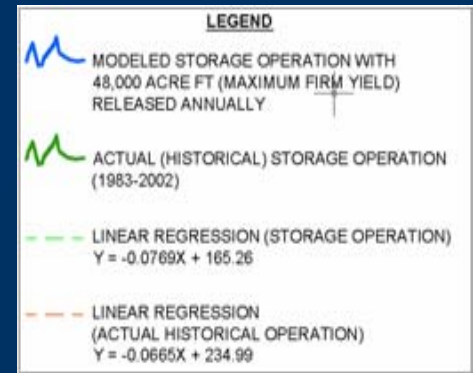 LEGEND
MODELED STORAGE OPERATION WITH
48,000 ACRE FT (MAXIMUM FIRM YIELD)
RELEASED ANNUALLY
ACTUAL (HISTORICAL) STORAGE OPERATION
(1983-2002)
LINEAR REGRESSION (STORAGE OPERATION)
Y = -0.0769X + 165.26
LINEAR REGRESSION
(ACTUAL HISTORICAL OPERATION)
Y = -0.0665X + 234.99